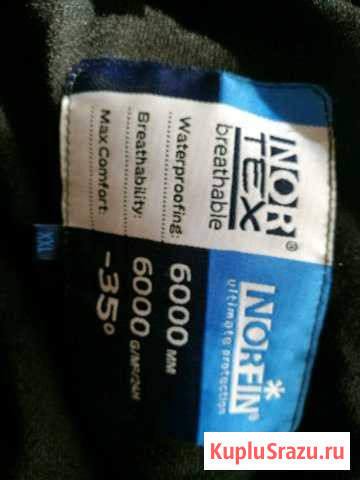 NOR®
TEX
breathable
NORFIN®
ultimate protection
Waterproofing: 6000 MM
Breathability: 6000 G/M²/24H
Max Comfort: -35°
XXL
KupluSrazu.ru